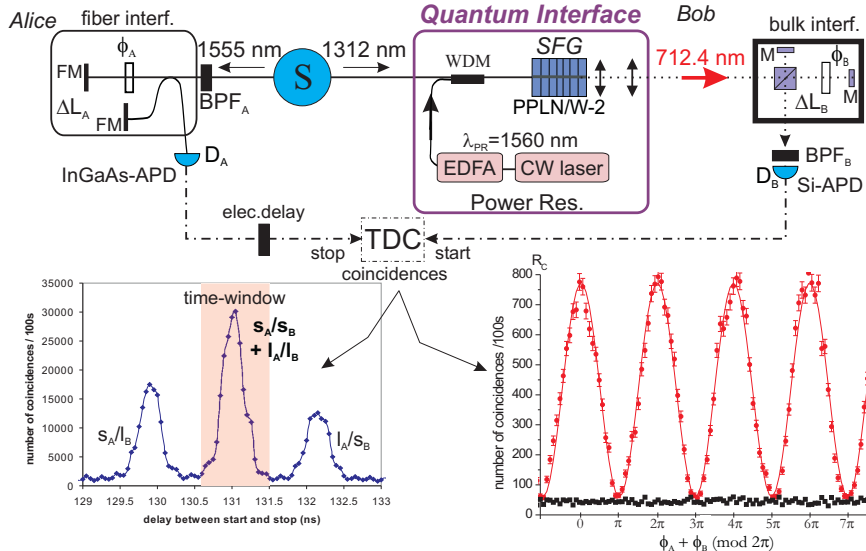 Alice
fiber interf.
Quantum Interface
Bob
bulk interf.
ϕA
1555 nm
1312 nm
WDM
SFG
712.4 nm
M
ϕB
FM
S
ΔLA
BPFA
ΔLB
M
FM
PPLN/W-2
λPR=1560 nm
DA
EDFA
CW laser
BPFB
InGaAs-APD
DB
Si-APD
Power Res.
elec.delay
TDC
stop
start
coincidences
number of coincidences / 100s
35000
30000
25000
20000
15000
10000
5000
0
time-window
sA/sB
+ lA/lB
sA/lB
lA/sB
129
129.5
130
130.5
131
131.5
132
132.5
133
delay between start and stop (ns)
RC
number of coincidences /100s
800
700
600
500
400
300
200
100
0
0
π
2π
3π
4π
5π
6π
7π
ϕA + ϕB (mod 2π)